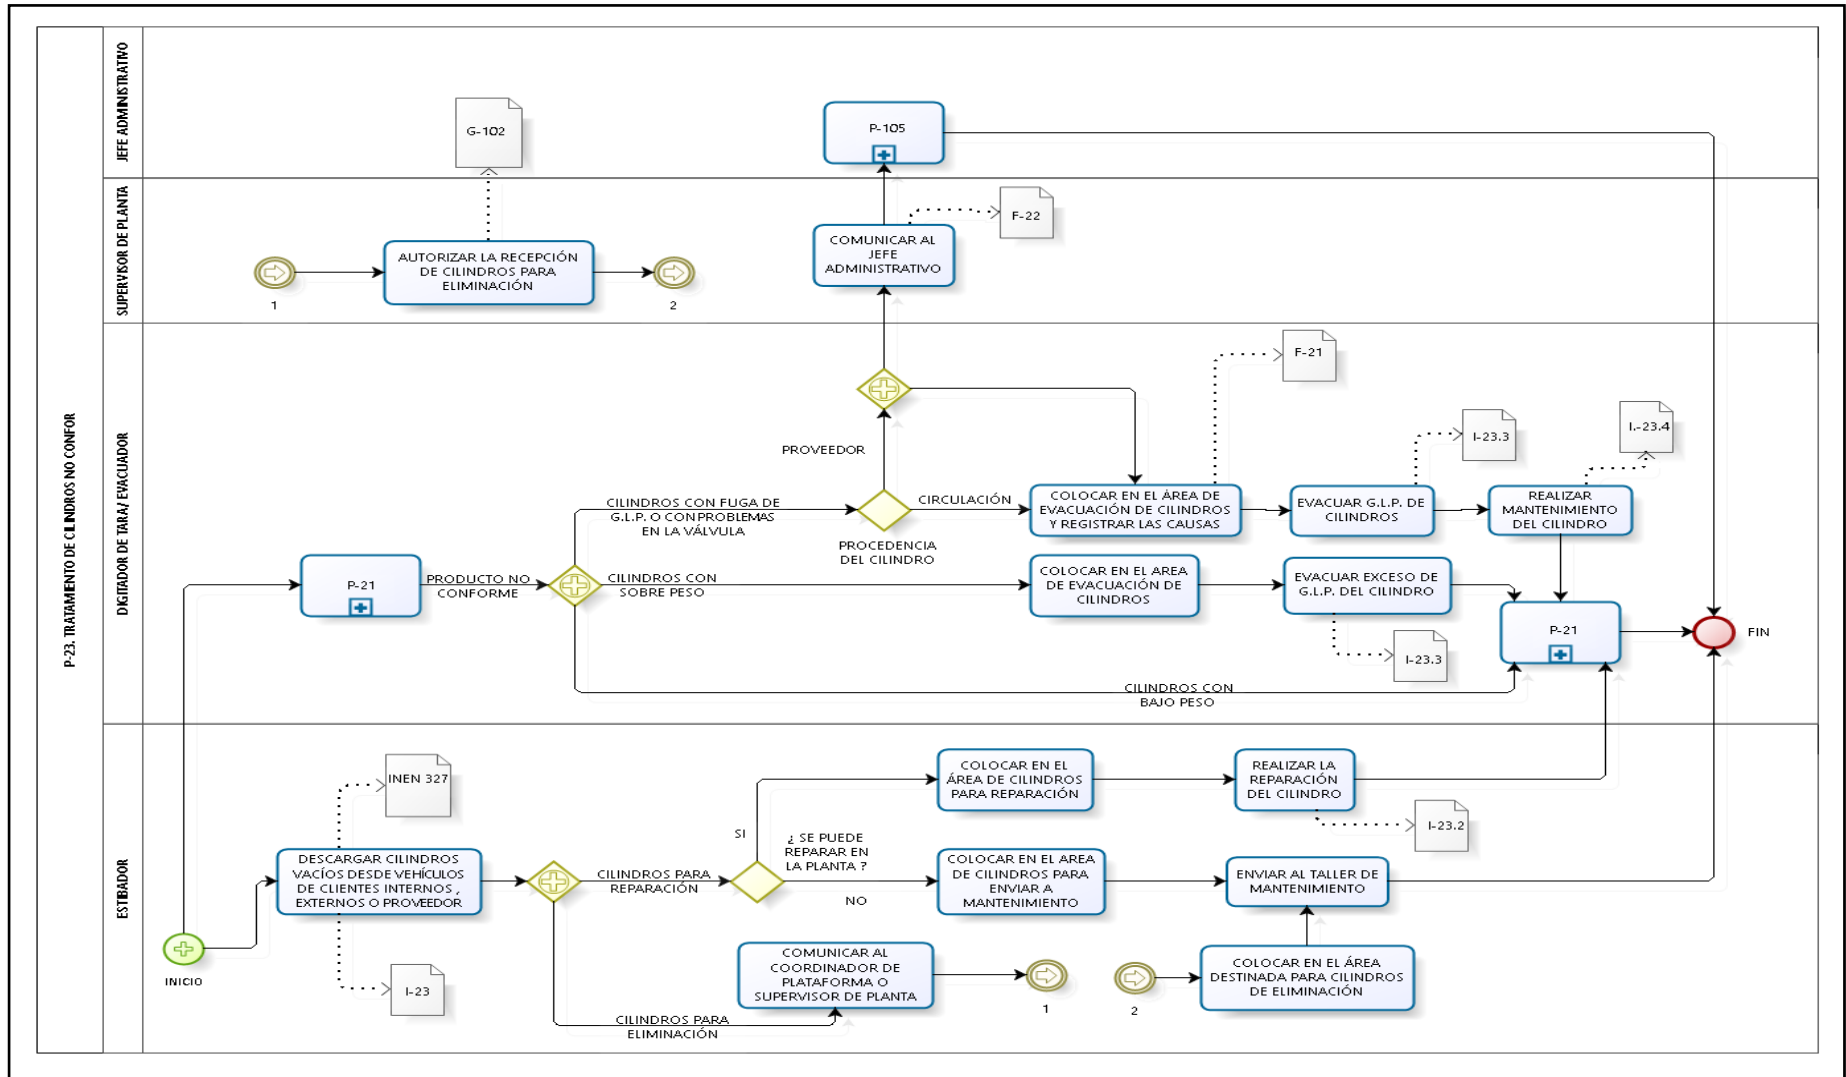 P-23. TRATAMIENTO DE CILINDROS NO CONFOR
JEFE ADMINISTRATIVO
G-102
P-105
SUPERVISOR DE PLANTA
1
AUTORIZAR LA RECEPCIÓN
DE CILINDROS PARA
ELIMINACIÓN
2
COMUNICAR AL
JEFE
ADMINISTRATIVO
F-22
DIGITADOR DE TARA/ EVACUADOR
F-21
I-23.3
I.-23.4
PROVEEDOR
CILINDROS CON FUGA DE
G.L.P. O CON PROBLEMAS
EN LA VÁLVULA
CIRCULACIÓN
PROCEDENCIA
DEL CILINDRO
COLOCAR EN EL ÁREA DE
EVACUACIÓN DE CILINDROS
Y REGISTRAR LAS CAUSAS
EVACUAR G.L.P. DE
CILINDROS
REALIZAR
MANTENIMIENTO
DEL CILINDRO
P-21
PRODUCTO NO
CONFORME
CILINDROS CON
SOBRE PESO
COLOCAR EN EL AREA
DE EVACUACIÓN DE
CILINDROS
EVACUAR EXCESO DE
G.L.P. DEL CILINDRO
I-23.3
P-21
FIN
CILINDROS CON
BAJO PESO
ESTIBADOR
INICIO
INEN 327
DESCARGAR CILINDROS
VACÍOS DESDE VEHÍCULOS
DE CLIENTES INTERNOS ,
EXTERNOS O PROVEEDOR
I-23
CILINDROS PARA
REPARACIÓN
SI
¿ SE PUEDE
REPARAR EN
LA PLANTA ?
NO
COLOCAR EN EL
ÁREA DE CILINDROS
PARA REPARACIÓN
REALIZAR LA
REPARACIÓN
DEL CILINDRO
I-23.2
COLOCAR EN EL AREA
DE CILINDROS PARA
ENVIAR A
MANTENIMIENTO
ENVIAR AL TALLER DE
MANTENIMIENTO
CILINDROS PARA
ELIMINACIÓN
COMUNICAR AL
COORDINADOR DE
PLATAFORMA O
SUPERVISOR DE PLANTA
1
2
COLOCAR EN EL ÁREA
DESTINADA PARA CILINDROS
DE ELIMINACIÓN